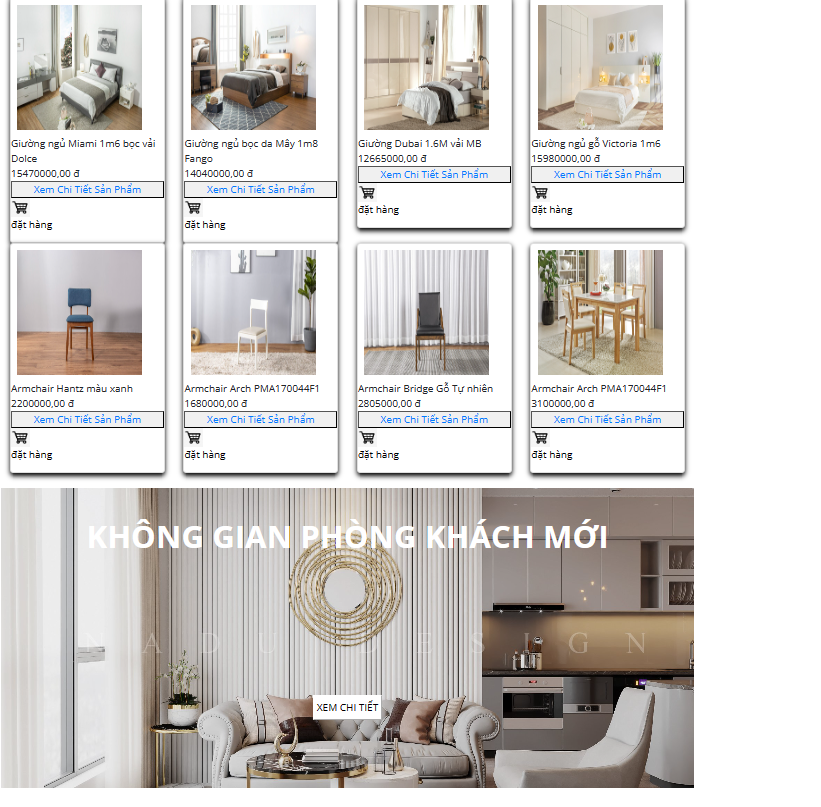 Giường ngủ Miami 1m6 bọc vải
Dolce
15470000,00 đ
Xem Chi Tiết Sản Phẩm
đặt hàng
Giường ngủ bọc da Mây 1m8
Fango
14040000,00 đ
Xem Chi Tiết Sản Phẩm
đặt hàng
Giường Dubai 1.6M vải MB
12665000,00 đ
Xem Chi Tiết Sản Phẩm
đặt hàng
Giường ngủ gỗ Victoria 1m6
15980000,00 đ
Xem Chi Tiết Sản Phẩm
đặt hàng
Armchair Hantz màu xanh
2200000,00 đ
Xem Chi Tiết Sản Phẩm
đặt hàng
Armchair Arch PMA170044F1
1680000,00 đ
Xem Chi Tiết Sản Phẩm
đặt hàng
Armchair Bridge Gỗ Tự nhiên
2805000,00 đ
Xem Chi Tiết Sản Phẩm
đặt hàng
Armchair Arch PMA170044F1
3100000,00 đ
Xem Chi Tiết Sản Phẩm
đặt hàng
KHÔNG GIAN PHÒNG KHÁCH MỚI
DESIGN
XEM CHI TIẾT